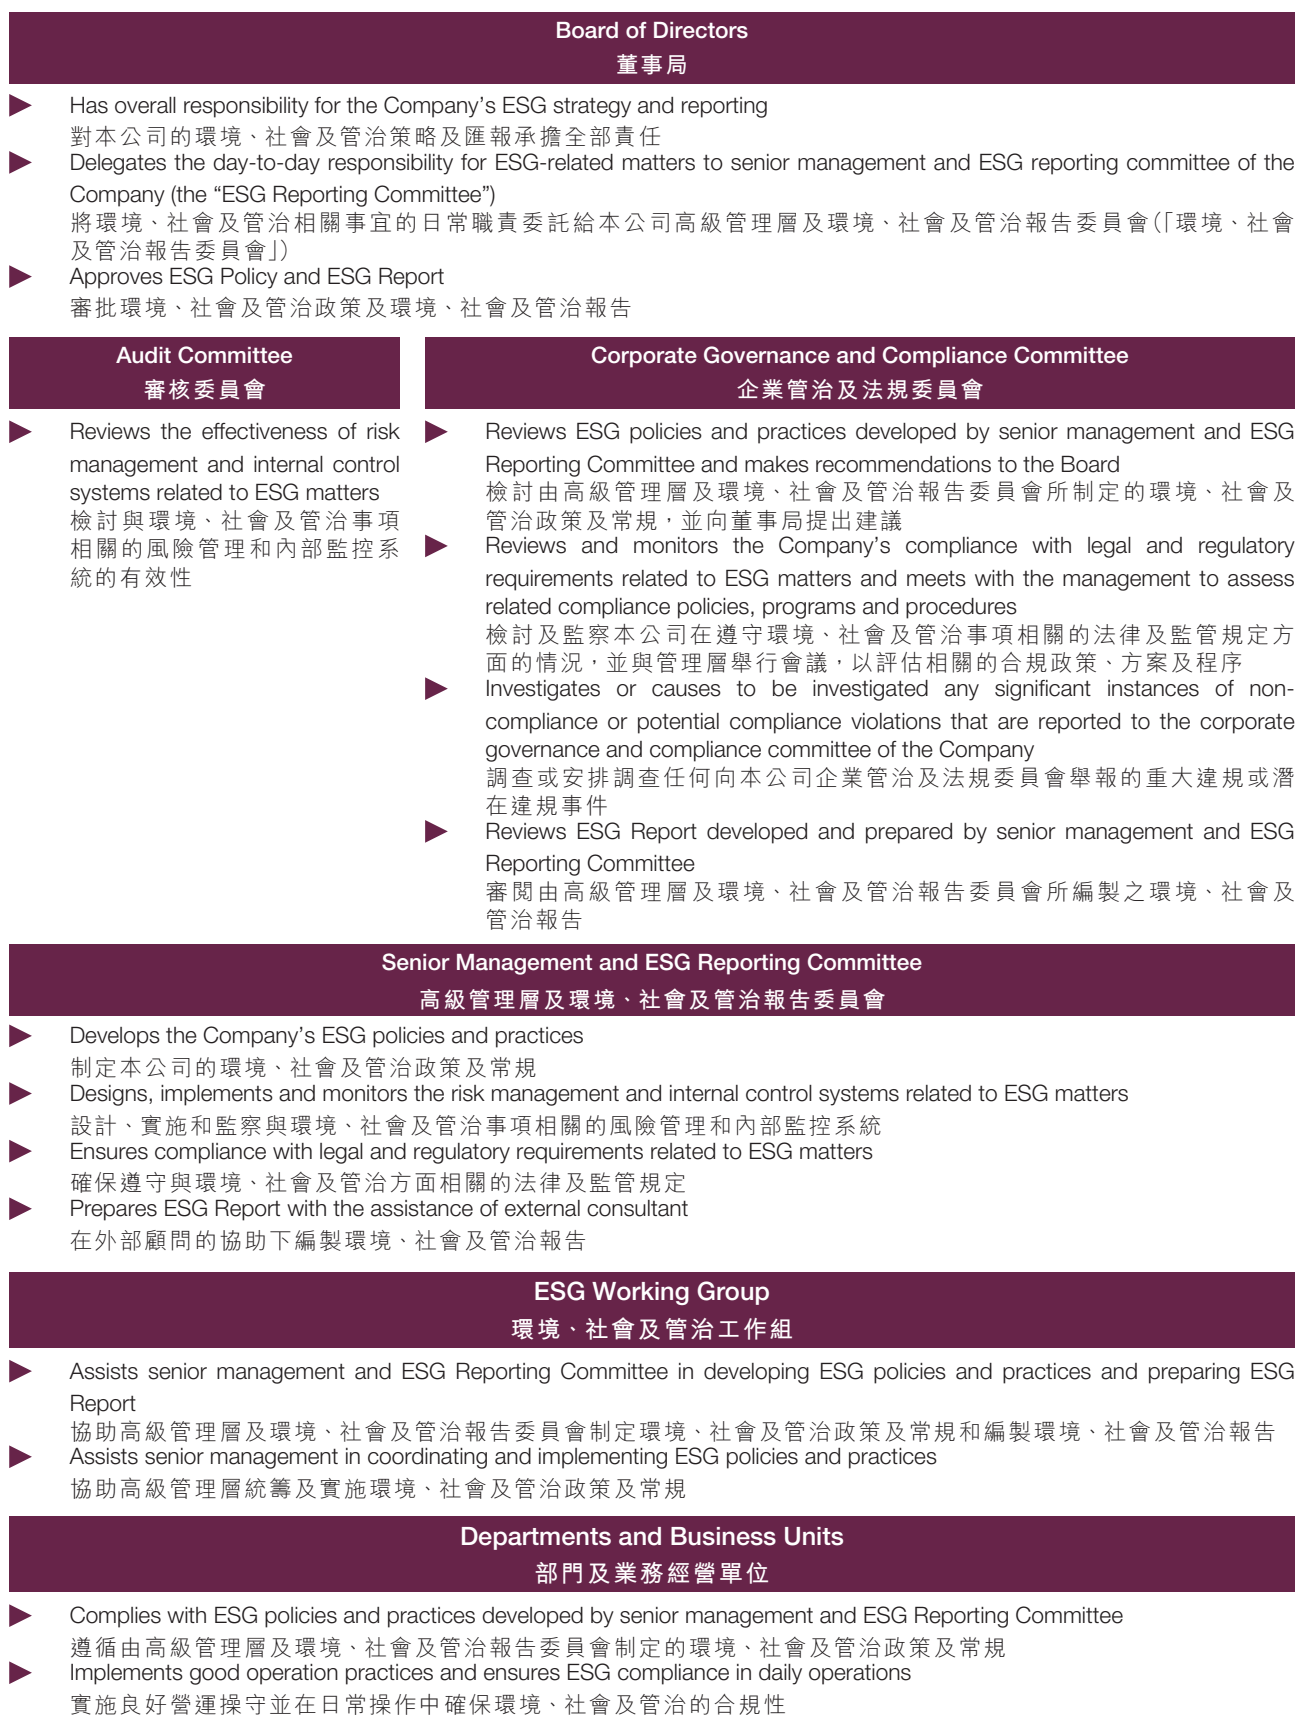 Board of Directors
董事局
Has overall responsibility for the Company’s ESG strategy and reporting
對本公司的環境、社會及管治策略及匯報承擔全部責任
Delegates the day-to-day responsibility for ESG-related matters to senior management and ESG reporting committee of the
Company (the “ESG Reporting Committee”)
將環境、社會及管治相關事宜的日常職責委託給本公司高級管理層及環境、社會及管治報告委員會(「環境、社會
及管治報告委員會」)
Approves ESG Policy and ESG Report
審批環境、社會及管治政策及環境、社會及管治報告
Audit Committee
審核委員會
Reviews the effectiveness of risk
management and internal control
systems related to ESG matters
檢討與環境、社會及管治事項
相關的風險管理和內部監控系
統的有效性
Corporate Governance and Compliance Committee
企業管治及法規委員會
Reviews ESG policies and practices developed by senior management and ESG
Reporting Committee and makes recommendations to the Board
檢討由高級管理層及環境、社會及管治報告委員會所制定的環境、社會及
管治政策及常規，並向董事局提出建議
Reviews and monitors the Company’s compliance with legal and regulatory
requirements related to ESG matters and meets with the management to assess
related compliance policies, programs and procedures
檢討及監察本公司在遵守環境、社會及管治事項相關的法律及監管規定方
面的情況，並與管理層舉行會議，以評估相關的合規政策、方案及程序
Investigates or causes to be investigated any significant instances of non-
compliance or potential compliance violations that are reported to the corporate
governance and compliance committee of the Company
調查或安排調查任何向本公司企業管治及法規委員會舉報的重大違規或潛
在違規事件
Reviews ESG Report developed and prepared by senior management and ESG
Reporting Committee
審閱由高級管理層及環境、社會及管治報告委員會所編製之環境、社會及
管治報告
Senior Management and ESG Reporting Committee
高級管理層及環境、社會及管治報告委員會
Develops the Company’s ESG policies and practices
制定本公司的環境、社會及管治政策及常規
Designs, implements and monitors the risk management and internal control systems related to ESG matters
設計、實施和監察與環境、社會及管治事項相關的風險管理和內部監控系統
Ensures compliance with legal and regulatory requirements related to ESG matters
確保遵守與環境、社會及管治方面相關的法律及監管規定
Prepares ESG Report with the assistance of external consultant
在外部顧問的協助下編製環境、社會及管治報告
ESG Working Group
環境、社會及管治工作組
Assists senior management and ESG Reporting Committee in developing ESG policies and practices and preparing ESG
Report
協助高級管理層及環境、社會及管治報告委員會制定環境、社會及管治政策及常規和編製環境、社會及管治報告
Assists senior management in coordinating and implementing ESG policies and practices
協助高級管理層統籌及實施環境、社會及管治政策及常規
Departments and Business Units
部門及業務經營單位
Complies with ESG policies and practices developed by senior management and ESG Reporting Committee
遵循由高級管理層及環境、社會及管治報告委員會制定的環境、社會及管治政策及常規
Implements good operation practices and ensures ESG compliance in daily operations
實施良好營運操守並在日常操作中確保環境、社會及管治的合規性